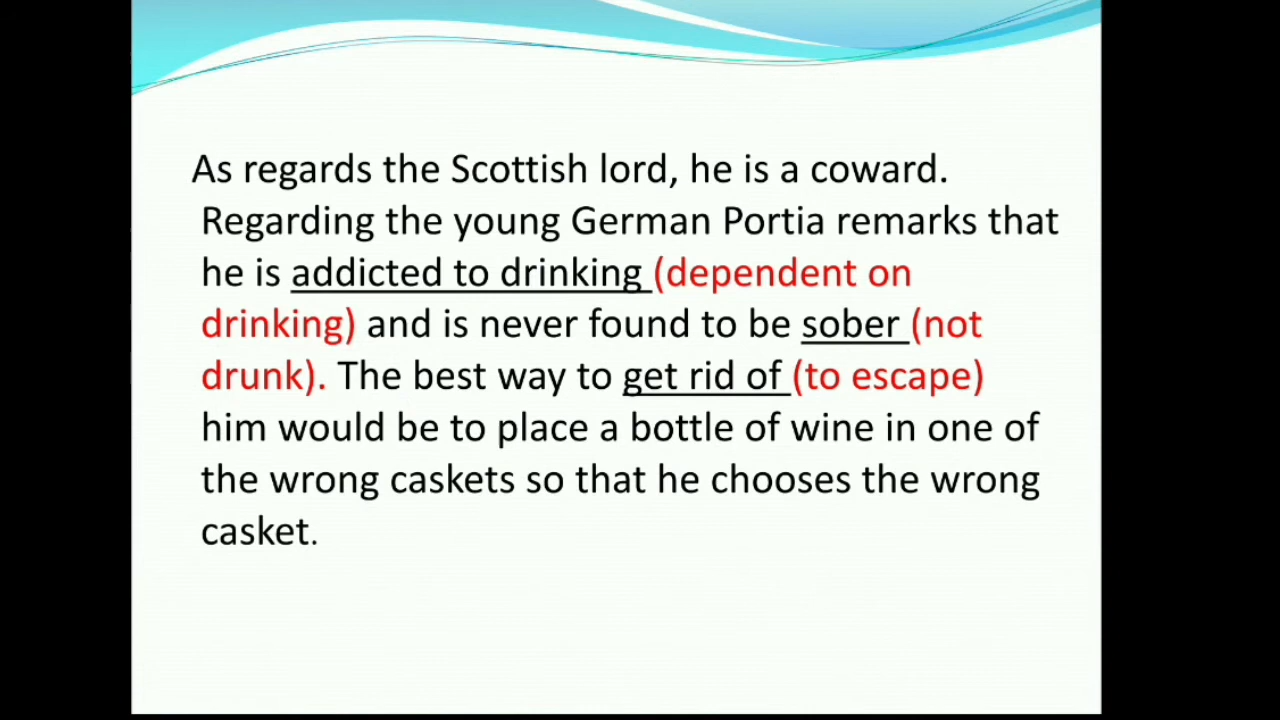 As regards the Scottish lord, he is a coward.
Regarding the young German Portia remarks that
he is addicted to drinking (dependent on
drinking) and is never found to be sober (not
drunk). The best way to get rid of (to escape)
him would be to place a bottle of wine in one of
the wrong caskets so that he chooses the wrong
casket.